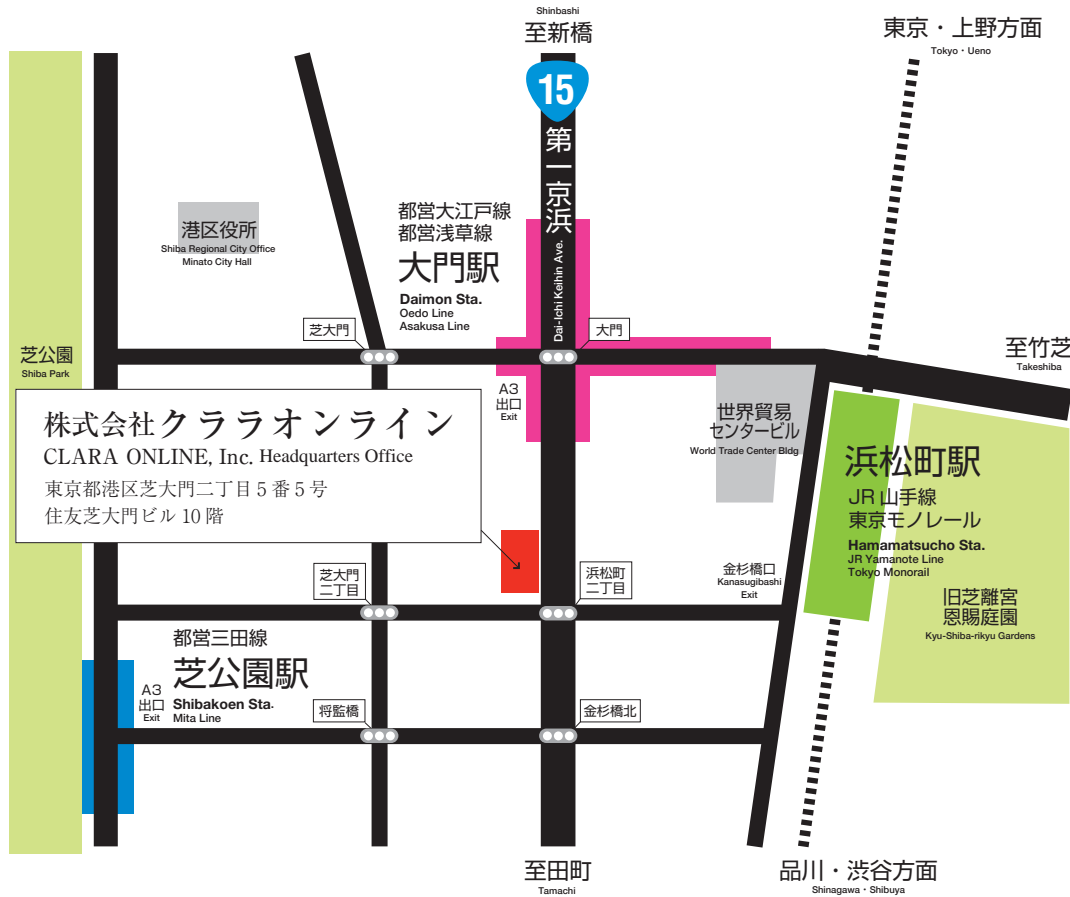 Shinbashi
至新橋
東京・上野方面
Tokyo・Ueno
15
第一京浜
Dai-Ichi Keihin Ave.
港区役所
Shiba Regional City Office
Minato City Hall
都営大江戸線
都営浅草線
大門駅
Daimon Sta.
Oedo Line
Asakusa Line
芝大門
大門
芝公園
Shiba Park
至竹芝
Takeshiba
A3
出口
Exit
世界貿易
センタービル
World Trade Center Bldg
株式会社クララオンライン
CLARA ONLINE, Inc. Headquarters Office
東京都港区芝大門二丁目5番5号
住友芝大門ビル 10 階
浜松町駅
JR 山手線
東京モノレール
Hamamatsucho Sta.
JR Yamanote Line
Tokyo Monorail
芝大門
二丁目
浜松町
二丁目
金杉橋口
Kanasugibashi
Exit
旧芝離宮
恩賜庭園
Kyu-Shiba-rikyu Gardens
都営三田線
芝公園駅
Shibakoen Sta.
Mita Line
A3
出口
Exit
将監橋
金杉橋北
至田町
Tamachi
品川・渋谷方面
Shinagawa・Shibuya